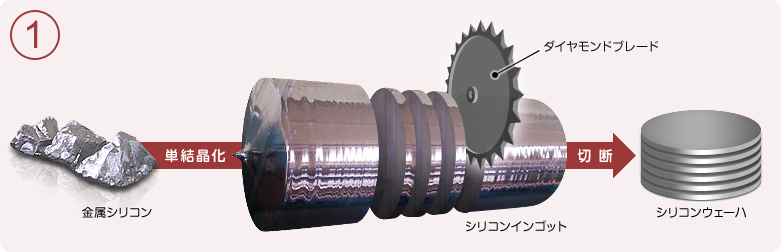 1
ダイヤモンドブレード
単結晶化
切断
金属シリコン
シリコンインゴット
シリコンウェーハ